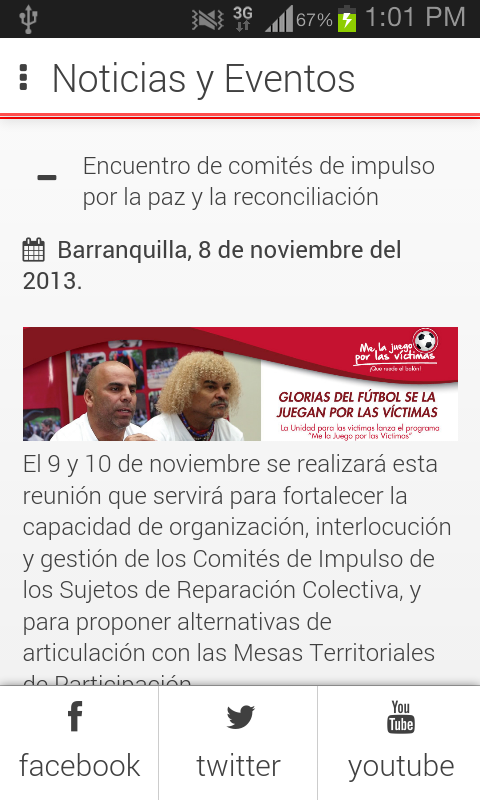 3G 67% 1:01 PM
Noticias y Eventos
Encuentro de comités de impulso
por la paz y la reconciliación
Barranquilla, 8 de noviembre del
2013.
Me la juego
por las víctimas
¡Que ruede el balón!
GLORIAS DEL FÚTBOL SE LA
JUEGAN POR LAS VÍCTIMAS
La Unidad para las víctimas lanza el programa
"Me la Juego por las Víctimas"
El 9 y 10 de noviembre se realizará esta
reunión que servirá para fortalecer la
capacidad de organización, interlocución
y gestión de los Comités de Impulso de
los Sujetos de Reparación Colectiva, y
para proponer alternativas de
articulación con las Mesas Territoriales
de Participación
You
Tube
facebook twitter youtube